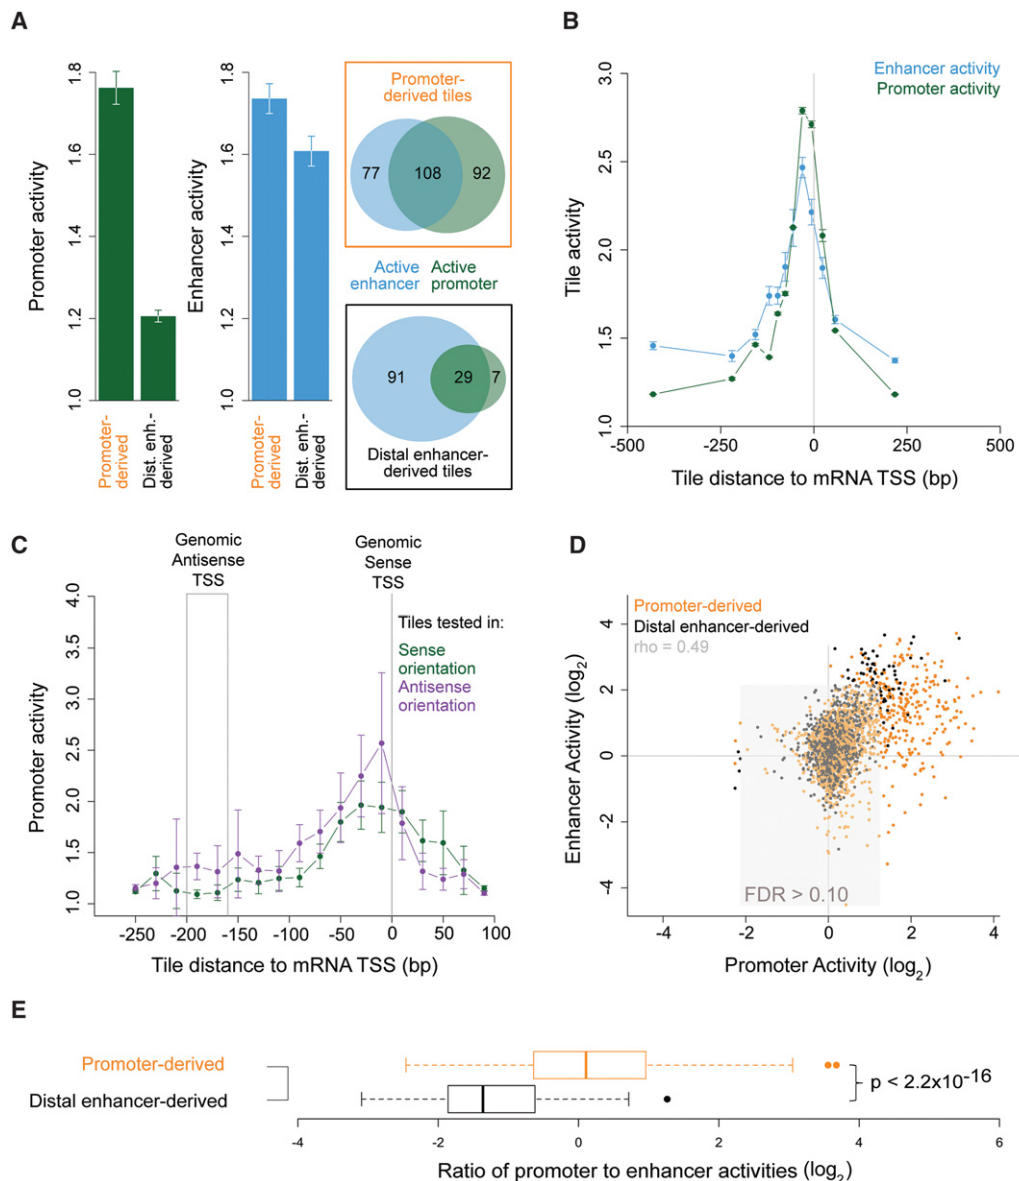 A
Promoter activity
1.0
1.2
1.4
1.6
1.8
Promoter-
derived
Dist. enh.-
derived
Enhancer activity
1.0
1.2
1.4
1.6
1.8
Promoter-
derived
Dist. enh.-
derived
Promoter-
derived tiles
77
108
92
Active
enhancer
Active
promoter
91
29
7
Distal enhancer-
derived tiles
B
Enhancer activity
Promoter activity
Tile activity
3.0
2.5
2.0
1.5
1.0
-500
-250
0
250
500
Tile distance to mRNA TSS (bp)
C
Genomic
Antisense
TSS
Genomic
Sense
TSS
Tiles tested in:
Sense
orientation
Antisense
orientation
Promoter activity
4.0
3.5
3.0
2.5
2.0
1.5
1.0
-250
-200
-150
-100
-50
0
50
100
Tile distance to mRNA TSS (bp)
D
Promoter-derived
Distal enhancer-derived
rho = 0.49
Enhancer Activity (log2)
4
2
0
-2
-4
FDR > 0.10
-4
-2
0
2
4
Promoter Activity (log2)
E
Promoter-derived
Distal enhancer-derived
p < 2.2x10-16
-4
-2
0
2
4
6
Ratio of promoter to enhancer activities (log2)